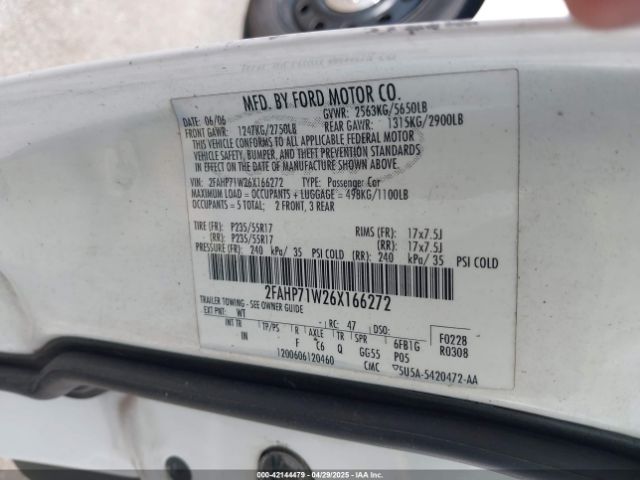 MFD. BY FORD MOTOR CO.
DATE: 06/06 GVWR: 2563KG/5650LB
FRONT GAWR: 1247KG/2750LB REAR GAWR: 1315KG/2900LB
THIS VEHICLE CONFORMS TO ALL APPLICABLE FEDERAL MOTOR
VEHICLE SAFETY, BUMPER, AND THEFT PREVENTION STANDARDS
IN EFFECT ON THE DATE OF MANUFACTURE SHOWN ABOVE.
VIN: 2FAHP71W26X166272 TYPE: Passenger Car
MAXIMUM LOAD = OCCUPANTS + LUGGAGE = 498KG/1100LB
OCCUPANTS = 5 TOTAL; 2 FRONT, 3 REAR
TIRE (FR): P235/55R17 RIMS (FR): 17x7.5J
(RR): P235/55R17 (RR): 17x7.5J
PRESSURE (FR): 240 kPa/ 35 PSI COLD (RR): 240 kPa/ 35 PSI COLD
2FAHP71W26X166272
TRAILER TOWING - SEE OWNER GUIDE
EXT PNT: WT RC: 47 DSO: F0228
INT TR TP/PS R AXLE TR SPR 6FB1G R0308
IN F C6 Q GG55 P05
1200606120460 CMC 5U5A-5420472-AA
000-42144479 - 04/29/2025 - IAAI.COM